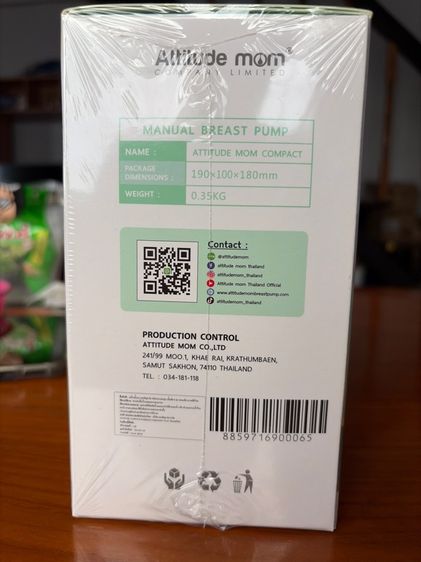 Attitude mom®
COMPANY LIMITED
MANUAL BREAST PUMP
NAME : ATTITUDE MOM COMPACT
PACKAGE DIMENSIONS : 190×100×180mm
WEIGHT : 0.35KG
Contact :
@attitudemom
attitude mom thailand
attitudemom_thailand
Attitude mom Thailand Official
www.attitudemombreastpump.com
attitudemom_thailand
PRODUCTION CONTROL
ATTITUDE MOM CO.,LTD
241/99 MOO.1, KHAE RAI, KRATHUMBAEN,
SAMUT SAKHON, 74110 THAILAND
TEL. : 034-181-118
8859716900065